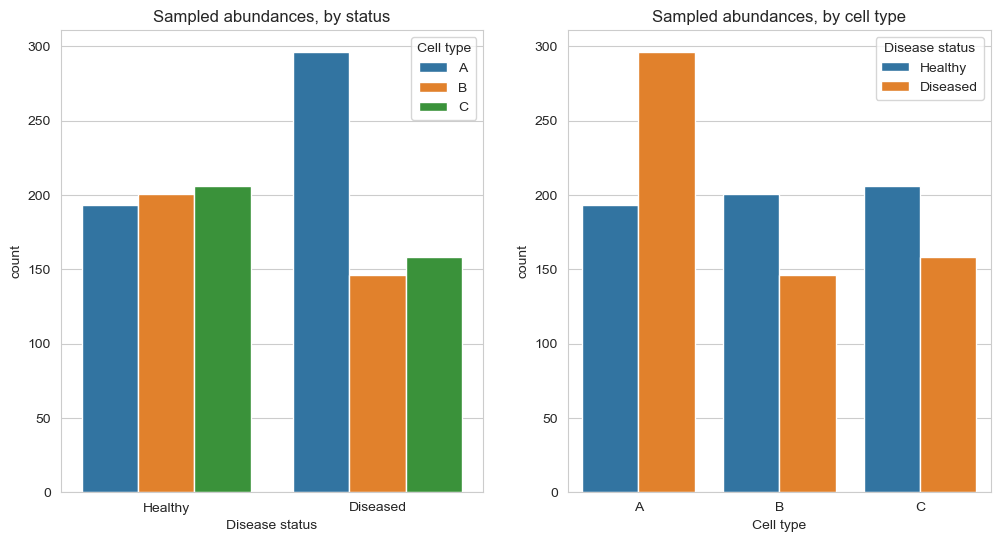 Sampled abundances, by status
300
250
200
150
100
50
0
count
Cell type
A
B
C
Healthy
Diseased
Disease status
Sampled abundances, by cell type
300
250
200
150
100
50
0
count
Disease status
Healthy
Diseased
A
B
C
Cell type